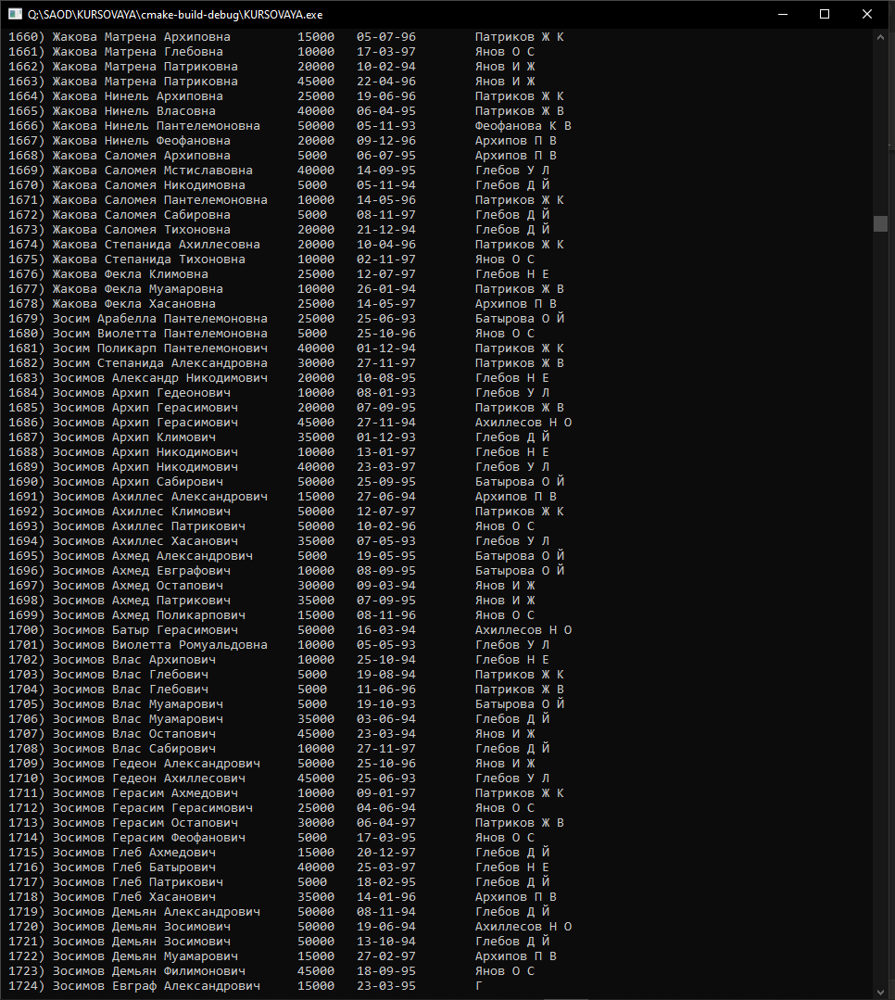 Q:\SAOD\KURSOVAYA\cmake-build-debug\KURSOVAYA.exe
1660) Жакова Матрена Архиповна 15000 05-07-96 Патриков Ж К
1661) Жакова Матрена Глебовна 10000 17-03-97 Янов О С
1662) Жакова Матрена Патриковна 20000 10-02-94 Янов И Ж
1663) Жакова Матрена Патриковна 45000 22-04-96 Янов И Ж
1664) Жакова Нинель Архиповна 25000 19-06-96 Патриков Ж К
1665) Жакова Нинель Власовна 40000 06-04-95 Патриков Ж В
1666) Жакова Нинель Пантелемоновна 50000 05-11-93 Феофанова К В
1667) Жакова Нинель Феофановна 20000 09-12-96 Архипов П В
1668) Жакова Саломея Архиповна 5000 06-07-95 Архипов П В
1669) Жакова Саломея Мстиславовна 40000 14-09-95 Глебов У Л
1670) Жакова Саломея Никодимовна 5000 05-11-94 Глебов Д Й
1671) Жакова Саломея Пантелемоновна 10000 14-05-96 Патриков Ж К
1672) Жакова Саломея Сабировна 5000 08-11-97 Глебов Д Й
1673) Жакова Саломея Тихоновна 20000 21-12-94 Глебов Д Й
1674) Жакова Степанида Ахиллесовна 20000 10-04-96 Патриков Ж К
1675) Жакова Степанида Тихоновна 10000 02-11-97 Янов О С
1676) Жакова Фекла Климовна 25000 12-07-97 Глебов Н Е
1677) Жакова Фекла Муамаровна 10000 26-01-94 Патриков Ж В
1678) Жакова Фекла Хасановна 25000 14-05-97 Архипов П В
1679) Зосим Арабелла Пантелемоновна 25000 25-06-93 Батырова О Й
1680) Зосим Виолетта Пантелемоновна 5000 25-10-96 Янов О С
1681) Зосим Поликарп Пантелемонович 40000 01-12-94 Патриков Ж К
1682) Зосим Степанида Александровна 30000 27-11-97 Патриков Ж В
1683) Зосимов Александр Никодимович 20000 10-08-95 Глебов Н Е
1684) Зосимов Архип Гедеонович 10000 08-01-93 Глебов У Л
1685) Зосимов Архип Герасимович 20000 07-09-95 Патриков Ж В
1686) Зосимов Архип Герасимович 45000 27-11-94 Ахиллесов Н О
1687) Зосимов Архип Климович 35000 01-12-93 Глебов Д Й
1688) Зосимов Архип Никодимович 10000 13-01-97 Глебов Н Е
1689) Зосимов Архип Никодимович 40000 23-03-97 Глебов У Л
1690) Зосимов Архип Сабирович 50000 25-09-95 Батырова О Й
1691) Зосимов Ахиллес Александрович 15000 27-06-94 Архипов П В
1692) Зосимов Ахиллес Климович 50000 12-07-97 Патриков Ж К
1693) Зосимов Ахиллес Патрикович 50000 10-02-96 Янов О С
1694) Зосимов Ахиллес Хасанович 35000 07-05-93 Глебов У Л
1695) Зосимов Ахмед Александрович 5000 19-05-95 Батырова О Й
1696) Зосимов Ахмед Евграфович 10000 08-09-95 Батырова О Й
1697) Зосимов Ахмед Остапович 30000 09-03-94 Янов И Ж
1698) Зосимов Ахмед Патрикович 35000 07-09-95 Янов И Ж
1699) Зосимов Ахмед Поликарпович 15000 08-11-96 Янов О С
1700) Зосимов Батыр Герасимович 50000 16-03-94 Ахиллесов Н О
1701) Зосимов Виолетта Ромуальдовна 10000 05-05-93 Глебов У Л
1702) Зосимов Влас Архипович 10000 25-10-94 Глебов Н Е
1703) Зосимов Влас Глебович 5000 19-08-94 Патриков Ж К
1704) Зосимов Влас Глебович 5000 11-06-96 Патриков Ж В
1705) Зосимов Влас Муамарович 5000 19-10-93 Батырова О Й
1706) Зосимов Влас Муамарович 35000 03-06-94 Глебов Д Й
1707) Зосимов Влас Остапович 45000 23-03-94 Янов И Ж
1708) Зосимов Влас Сабирович 10000 27-11-97 Глебов Д Й
1709) Зосимов Гедеон Александрович 50000 25-10-96 Янов И Ж
1710) Зосимов Гедеон Ахиллесович 45000 25-06-93 Глебов У Л
1711) Зосимов Герасим Ахмедович 10000 09-01-97 Патриков Ж К
1712) Зосимов Герасим Герасимович 25000 04-06-94 Янов О С
1713) Зосимов Герасим Остапович 30000 06-04-97 Патриков Ж В
1714) Зосимов Герасим Феофанович 5000 17-03-95 Янов О С
1715) Зосимов Глеб Ахмедович 15000 20-12-97 Глебов Д Й
1716) Зосимов Глеб Батырович 40000 25-03-97 Глебов Н Е
1717) Зосимов Глеб Патрикович 5000 18-02-95 Глебов Д Й
1718) Зосимов Глеб Хасанович 35000 14-01-96 Архипов П В
1719) Зосимов Демьян Александрович 50000 08-11-94 Глебов Д Й
1720) Зосимов Демьян Зосимович 50000 19-06-94 Ахиллесов Н О
1721) Зосимов Демьян Зосимович 50000 13-10-94 Глебов Д Й
1722) Зосимов Демьян Муамарович 15000 27-02-97 Архипов П В
1723) Зосимов Демьян Филимонович 45000 18-09-95 Янов О С
1724) Зосимов Евграф Александрович 15000 23-03-95 Г